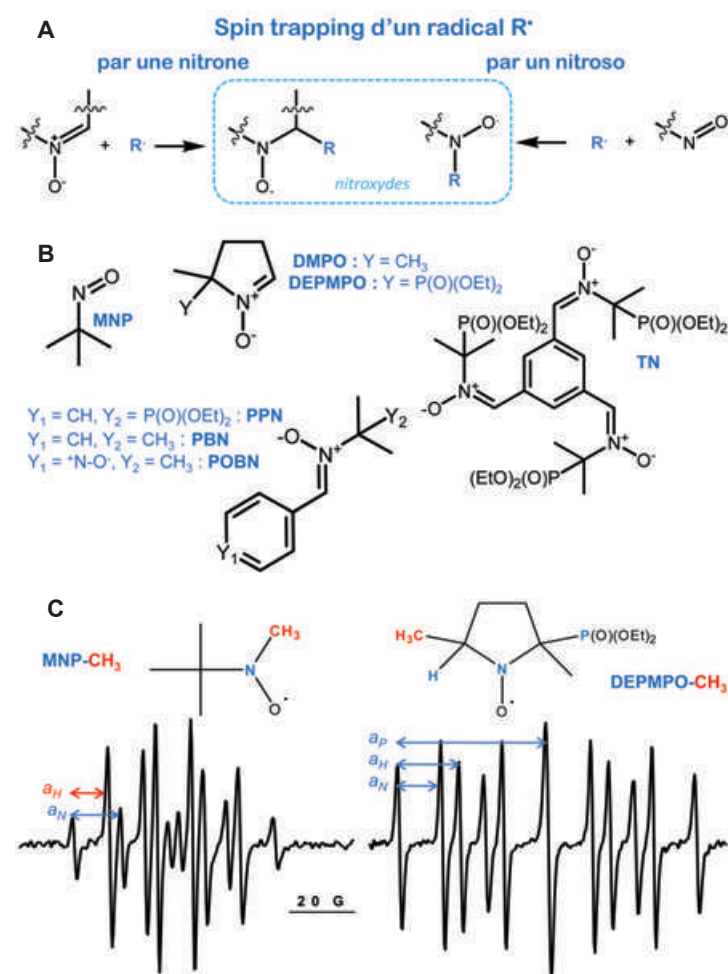 A
Spin trapping d'un radical R•
par une nitrone
par un nitroso
N+
O-
+ R·
N
O·
R
nitroxydes
N
O·
R
R· +
N
O
B
N
O
MNP
Y
N+
O-
DMPO : Y = CH3
DEPMPO : Y = P(O)(OEt)2
O-
N+
P(O)(OEt)2
P(O)(OEt)2
TN
-O
N+
N+
O-
(EtO)2(O)P
Y1 = CH, Y2 = P(O)(OEt)2 : PPN
Y1 = CH, Y2 = CH3 : PBN
Y1 = +N-O-, Y2 = CH3 : POBN
-O
N+
Y2
Y1
C
MNP-CH3
CH3
N
O·
H3C
H
N
O•
P(O)(OEt)2
DEPMPO-CH3
aH
aN
aP
aH
aN
20 G